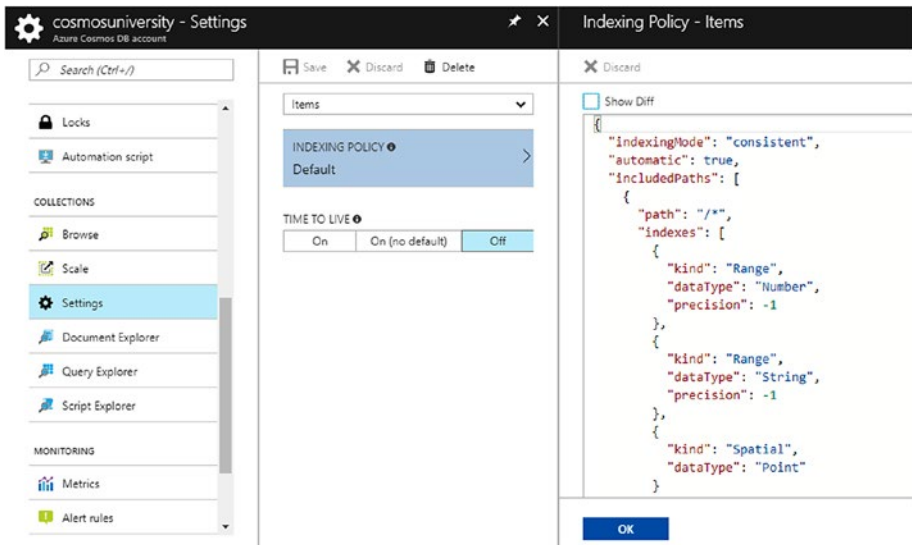 cosmosuniversity - Settings
Azure Cosmos DB account
Search (Ctrl+/)
Locks
Automation script
COLLECTIONS
Browse
Scale
Settings
Document Explorer
Query Explorer
Script Explorer
MONITORING
Metrics
Alert rules
Save Discard Delete
Items
INDEXING POLICY
Default
TIME TO LIVE
On On (no default) Off
Indexing Policy - Items
Discard
Show Diff
{
"indexingMode": "consistent",
"automatic": true,
"includedPaths": [
{
"path": "/*",
"indexes": [
{
"kind": "Range",
"dataType": "Number",
"precision": -1
},
{
"kind": "Range",
"dataType": "String",
"precision": -1
},
{
"kind": "Spatial",
"dataType": "Point"
}
OK